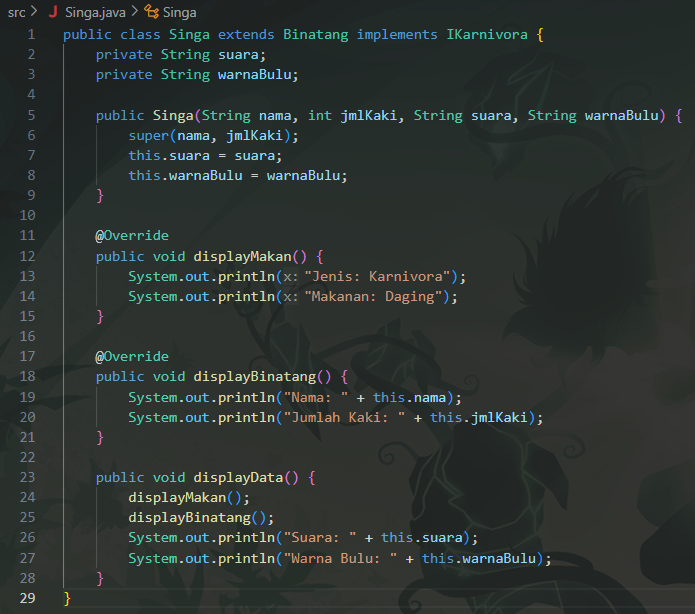 src > J Singa.java > Singa
1 public class Singa extends Binatang implements IKarnivora {
2     private String suara;
3     private String warnaBulu;
4
5     public Singa(String nama, int jmlKaki, String suara, String warnaBulu) {
6         super(nama, jmlKaki);
7         this.suara = suara;
8         this.warnaBulu = warnaBulu;
9     }
10
11     @Override
12     public void displayMakan() {
13         System.out.println(x: "Jenis: Karnivora");
14         System.out.println(x: "Makanan: Daging");
15     }
16
17     @Override
18     public void displayBinatang() {
19         System.out.println("Nama: " + this.nama);
20         System.out.println("Jumlah Kaki: " + this.jmlKaki);
21     }
22
23     public void displayData() {
24         displayMakan();
25         displayBinatang();
26         System.out.println("Suara: " + this.suara);
27         System.out.println("Warna Bulu: " + this.warnaBulu);
28     }
29 }